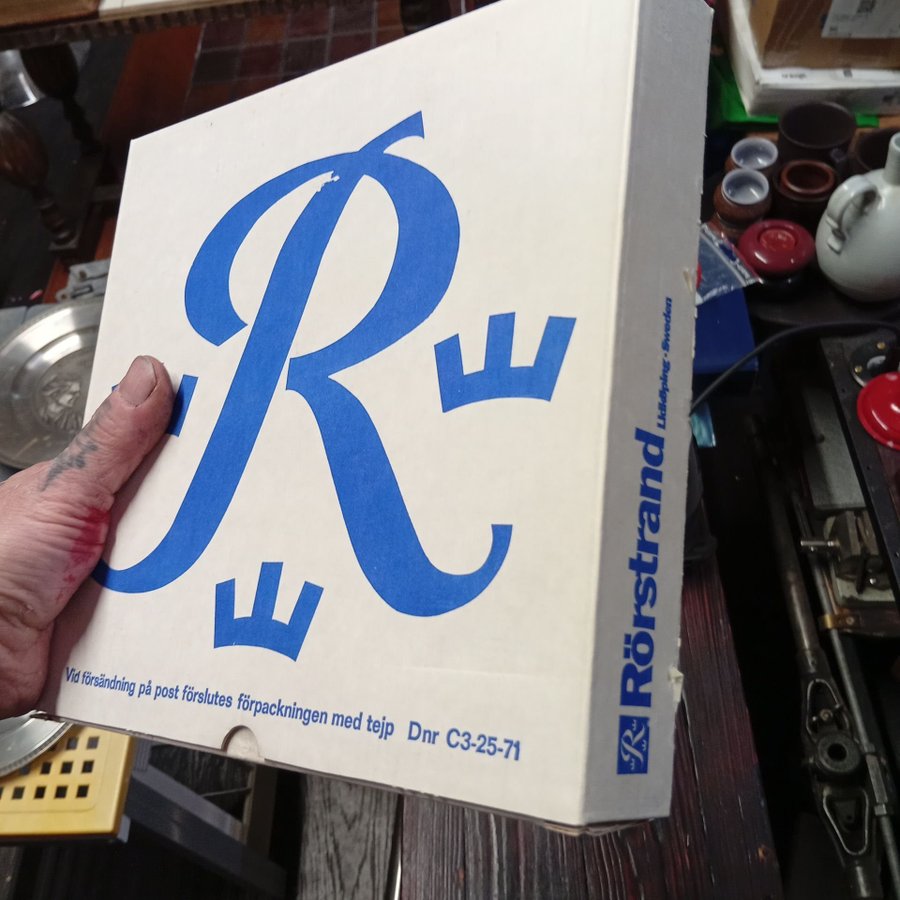 R
Vid försändning på post förslutes förpackningen med tejp Dnr C3-25-71
R Rörstrand Lidköping · Sweden